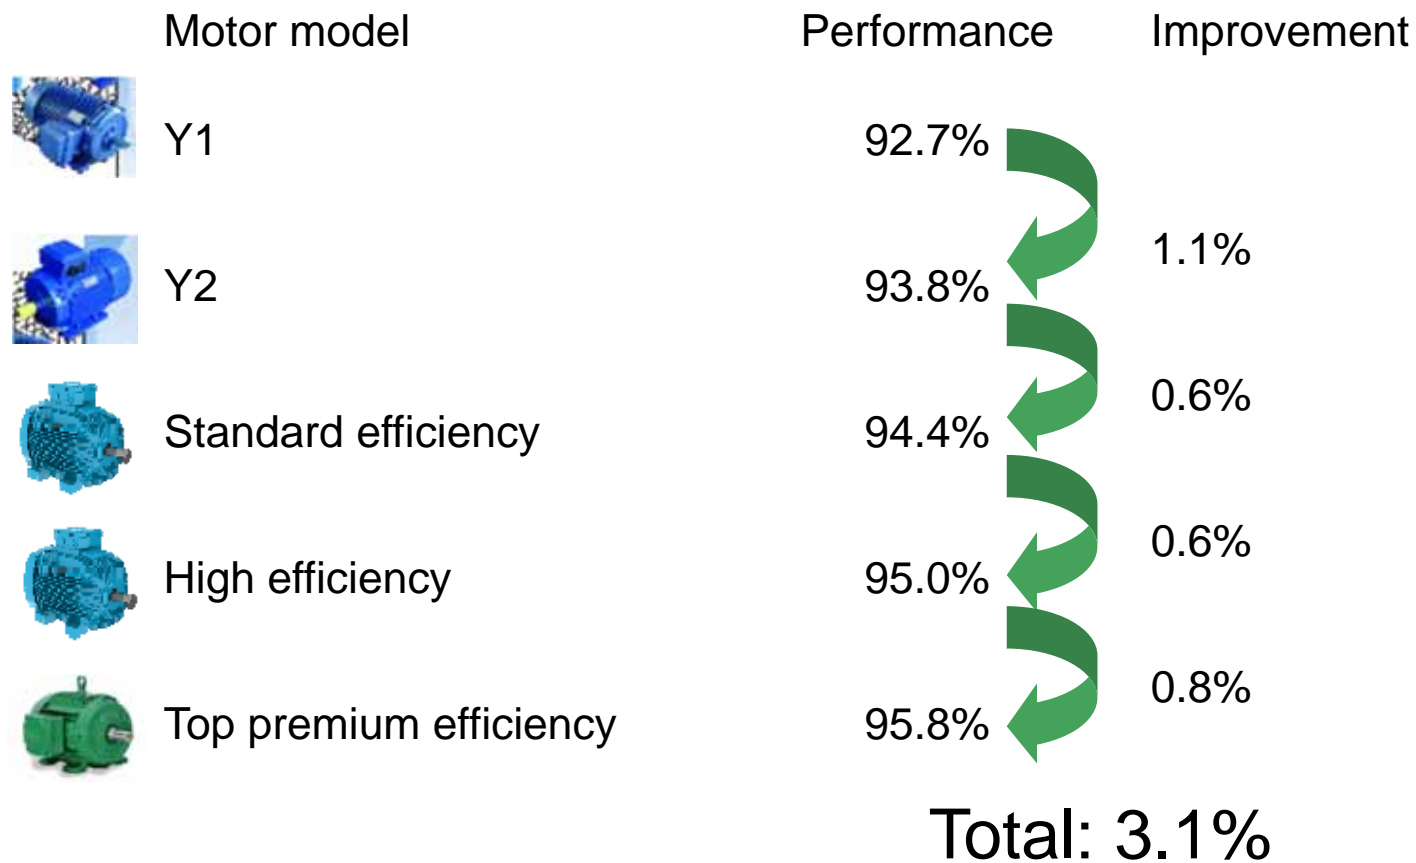 Motor model Performance Improvement
Y1 92.7%
1.1%
Y2 93.8%
0.6%
Standard efficiency 94.4%
0.6%
High efficiency 95.0%
0.8%
Top premium efficiency 95.8%
Total: 3.1%